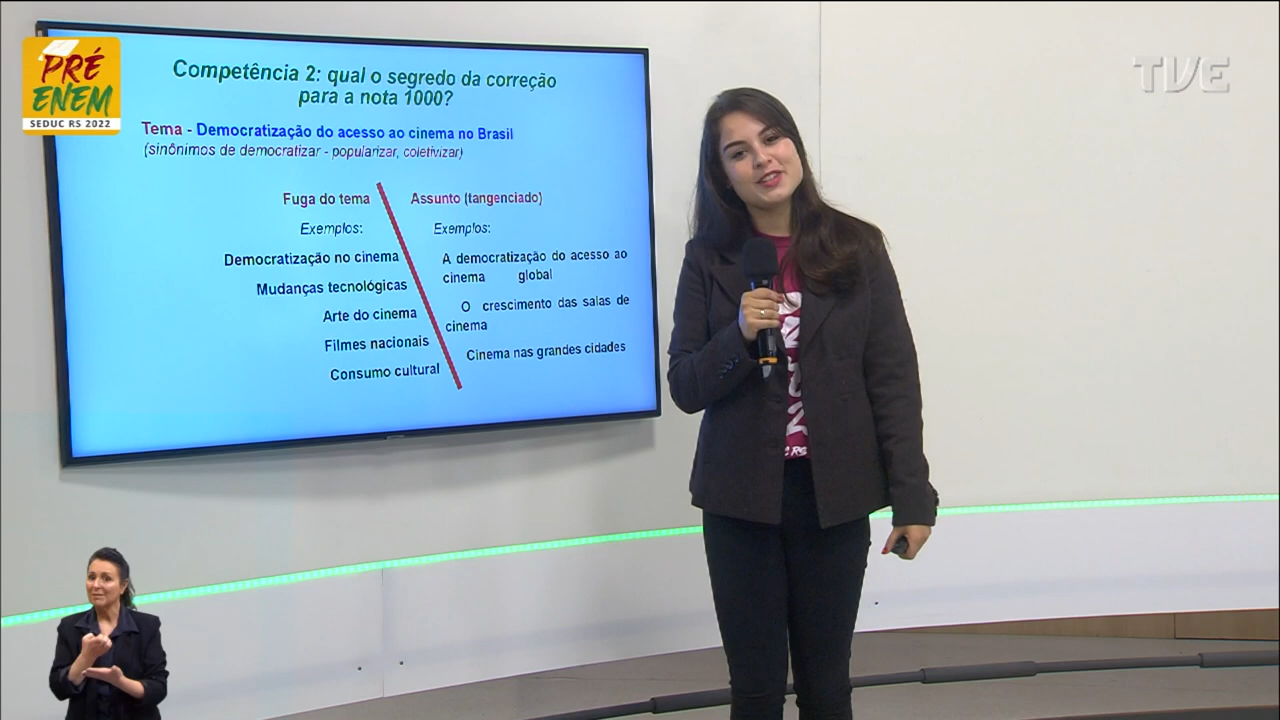 PRÉ
ENEM
SEDUC RS 2022
TVE
Competência 2: qual o segredo da correção
para a nota 1000?
Tema - Democratização do acesso ao cinema no Brasil
(sinônimos de democratizar - popularizar, coletivizar)
Fuga do tema
Exemplos:
Democratização no cinema
Mudanças tecnológicas
Arte do cinema
Filmes nacionais
Consumo cultural
Assunto (tangenciado)
Exemplos:
A democratização do acesso ao
cinema global
O crescimento das salas de
cinema
Cinema nas grandes cidades